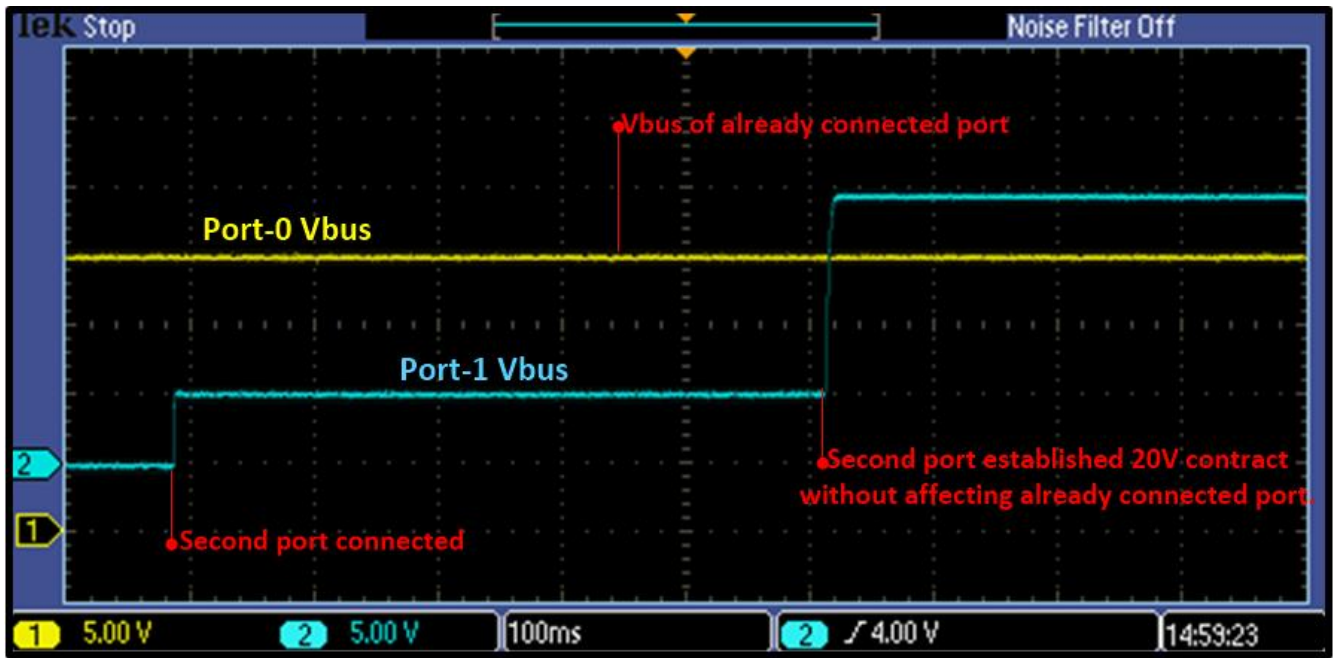 Tek Stop
Noise Filter Off
Vbus of already connected port
Port-0 Vbus
Port-1 Vbus
2
Second port established 20V contract
without affecting already connected port.
1
Second port connected
1 5.00 V 2 5.00 V 100ms 2 4.00 V 14:59:23